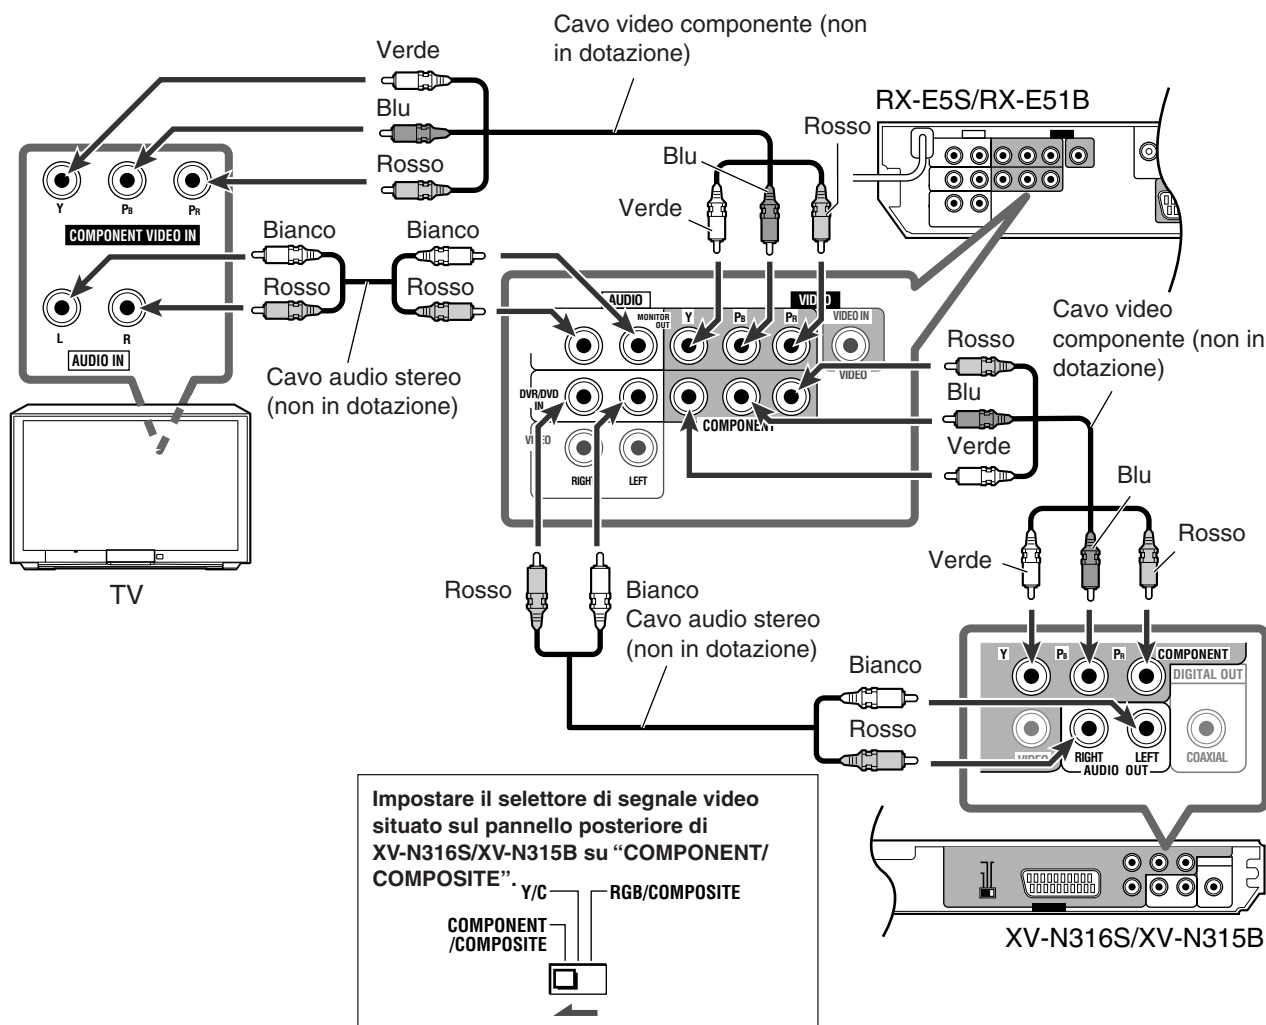 Cavo video componente (non
in dotazione)
Verde
Blu
Rosso
RX-E5S/RX-E51B
Rosso
Blu
Verde
Y
PB
PR
COMPONENT VIDEO IN
Bianco
Rosso
Bianco
Rosso
L
R
AUDIO IN
Cavo audio stereo
(non in dotazione)
TV
AUDIO
VIDEO
MONITOR
OUT
Y
PB
PR
VIDEO IN
VIDEO
DVR/DVD
IN
COMPONENT
VIDEO
RIGHT
LEFT
Cavo video
componente (non in
dotazione)
Rosso
Blu
Verde
Blu
Verde
Rosso
Rosso
Bianco
Cavo audio stereo
(non in dotazione)
Bianco
Rosso
Y
PB
PR
COMPONENT
DIGITAL OUT
VIDEO
RIGHT
LEFT
AUDIO OUT
COAXIAL
XV-N316S/XV-N315B
Impostare il selettore di segnale video
situato sul pannello posteriore di
XV-N316S/XV-N315B su “COMPONENT/
COMPOSITE”.
Y/C
RGB/COMPOSITE
COMPONENT
/COMPOSITE